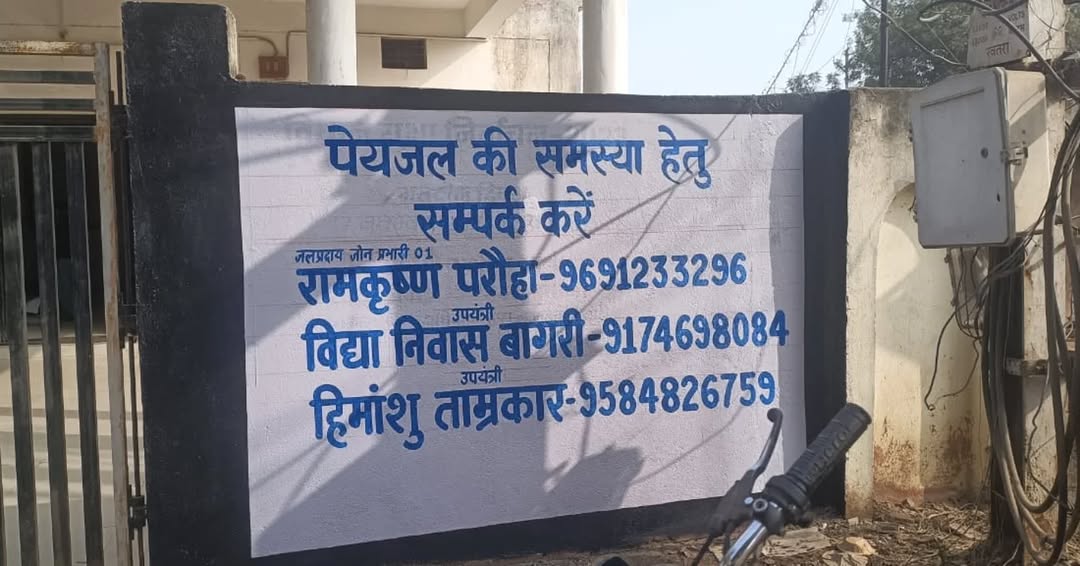 पेयजल की समस्या हेतु
सम्पर्क करें
जलप्रदाय जोन प्रभारी 01
रामकृष्ण परौहा-9691233296
उपयंत्री
विद्या निवास बागरी-9174698084
उपयंत्री
हिमांशु ताम्रकार-9584826759